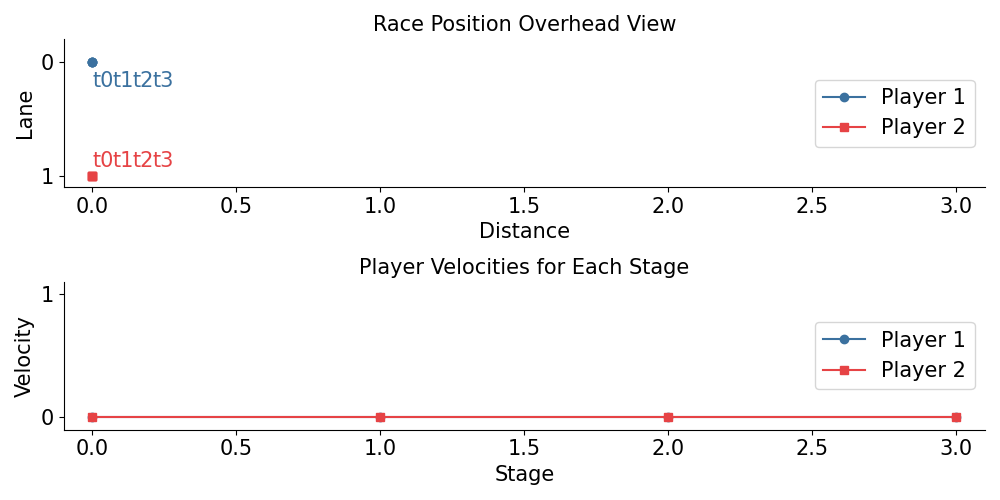 Race Position Overhead View
0
t0t1t2t3
Lane
Player 1
Player 2
t0t1t2t3
1
0.0 0.5 1.0 1.5 2.0 2.5 3.0
Distance
Player Velocities for Each Stage
1
Velocity
Player 1
Player 2
0
0.0 0.5 1.0 1.5 2.0 2.5 3.0
Stage